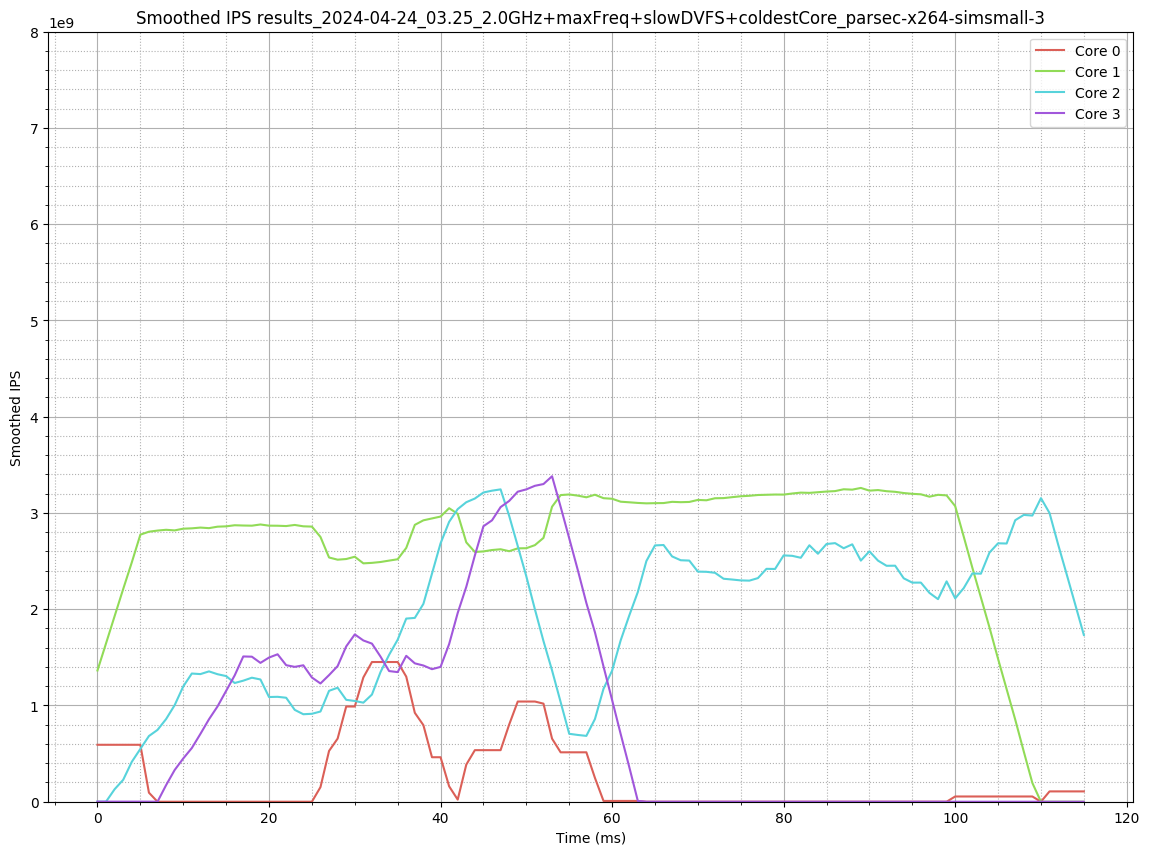 Smoothed IPS results_2024-04-24_03.25_2.0GHz+maxFreq+slowDVFS+coldestCore_parsec-x264-simsmall-3
1e9
8
7
6
5
4
3
2
1
0
Smoothed IPS
Core 0
Core 1
Core 2
Core 3
0 20 40 60 80 100 120
Time (ms)